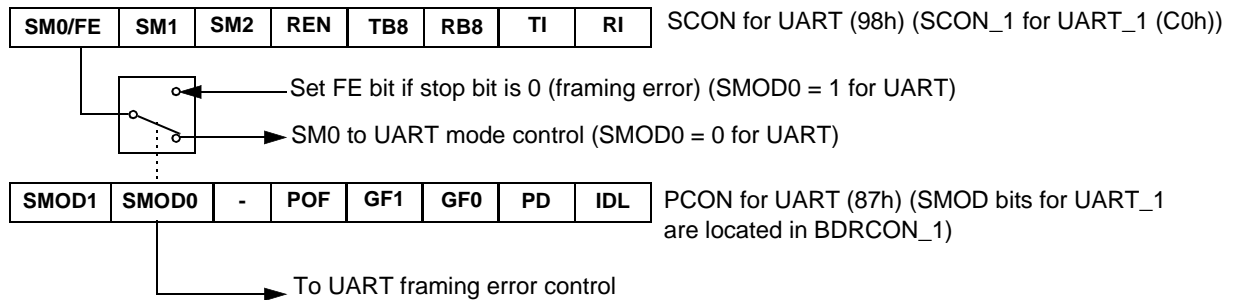 SM0/FE SM1 SM2 REN TB8 RB8 TI RI SCON for UART (98h) (SCON_1 for UART_1 (C0h))
Set FE bit if stop bit is 0 (framing error) (SMOD0 = 1 for UART)
SM0 to UART mode control (SMOD0 = 0 for UART)
SMOD1 SMOD0 - POF GF1 GF0 PD IDL PCON for UART (87h) (SMOD bits for UART_1
are located in BDRCON_1)
To UART framing error control